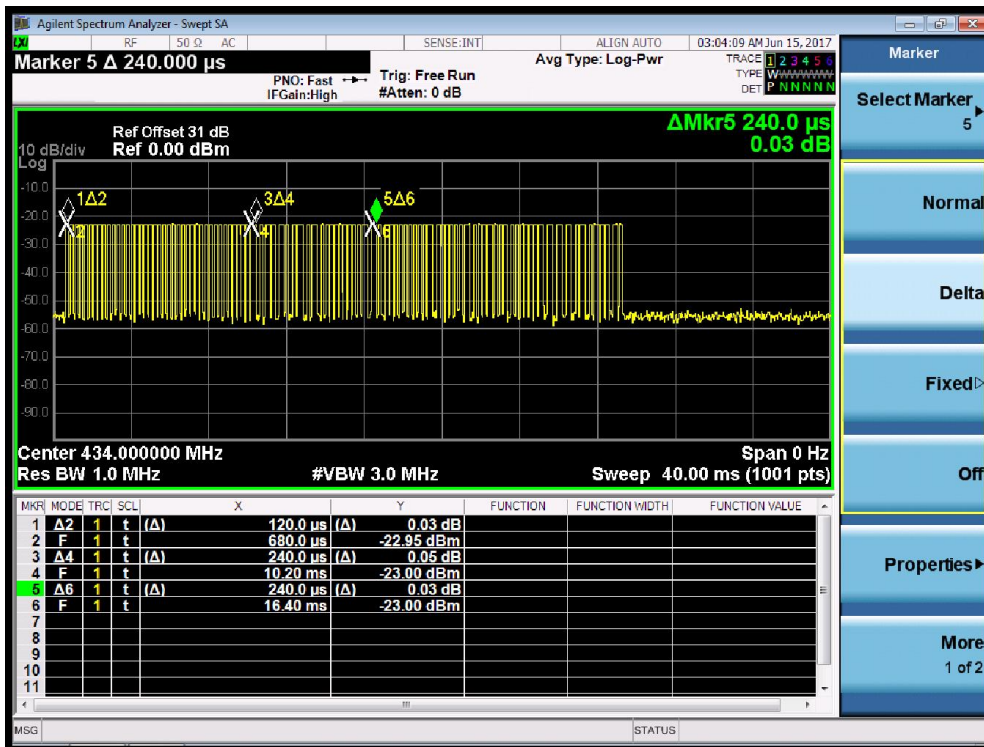 Agilent Spectrum Analyzer - Swept SA
LXI RF 50 Ω AC SENSE:INT ALIGN AUTO 03:04:09 AM Jun 15, 2017
Marker 5 Δ 240.000 µs
PNO: Fast
IFGain:High
Trig: Free Run
#Atten: 0 dB
Avg Type: Log-Pwr
TRACE 1 2 3 4 5 6
TYPE W
DET P N N N N N
ΔMkr5 240.0 µs
0.03 dB
Ref Offset 31 dB
10 dB/div Ref 0.00 dBm
Log
-10.0
-20.0
-30.0
-40.0
-50.0
-60.0
-70.0
-80.0
-90.0
1Δ2 3Δ4 5Δ6
2 4 6
Center 434.000000 MHz Span 0 Hz
Res BW 1.0 MHz #VBW 3.0 MHz Sweep 40.00 ms (1001 pts)
MKR MODE TRC SCL X Y FUNCTION FUNCTION WIDTH FUNCTION VALUE
1 Δ2 1 t (Δ) 120.0 µs (Δ) 0.03 dB
2 F 1 t 680.0 µs -22.95 dBm
3 Δ4 1 t (Δ) 240.0 µs (Δ) 0.05 dB
4 F 1 t 10.20 ms -23.00 dBm
5 Δ6 1 t (Δ) 240.0 µs (Δ) 0.03 dB
6 F 1 t 16.40 ms -23.00 dBm
7
8
9
10
11
MSG STATUS
Marker
Select Marker
5
Normal
Delta
Fixed
Off
Properties
More
1 of 2